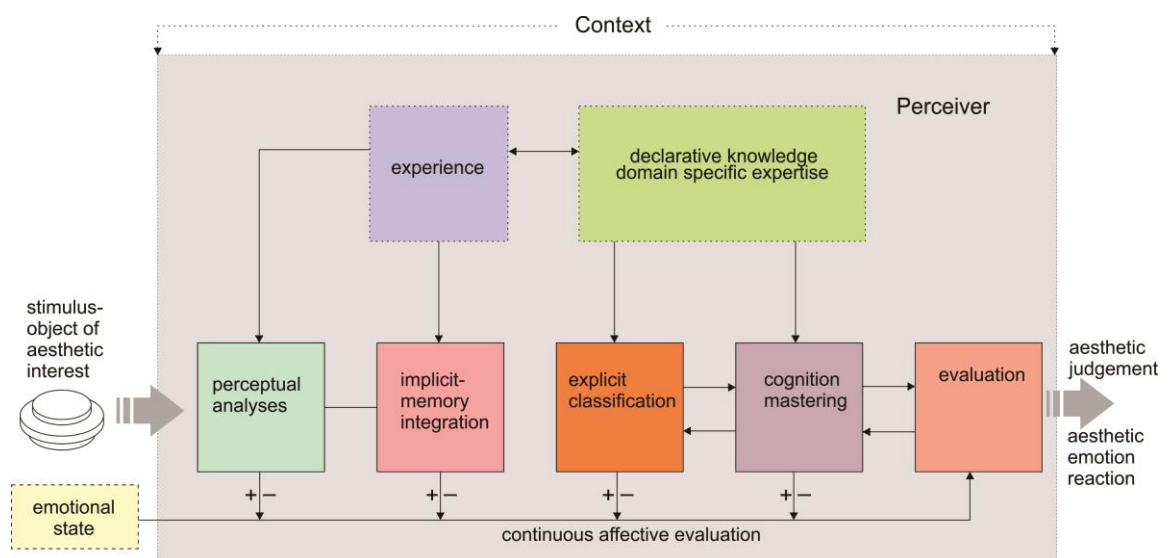 Context
Perceiver
experience
declarative knowledge
domain specific expertise
stimulus-
object of
aesthetic
interest
perceptual
analyses
implicit-
memory
integration
explicit
classification
cognition
mastering
evaluation
aesthetic
judgement
aesthetic
emotion
reaction
+ −
+ −
+ −
+ −
emotional
state
continuous affective evaluation